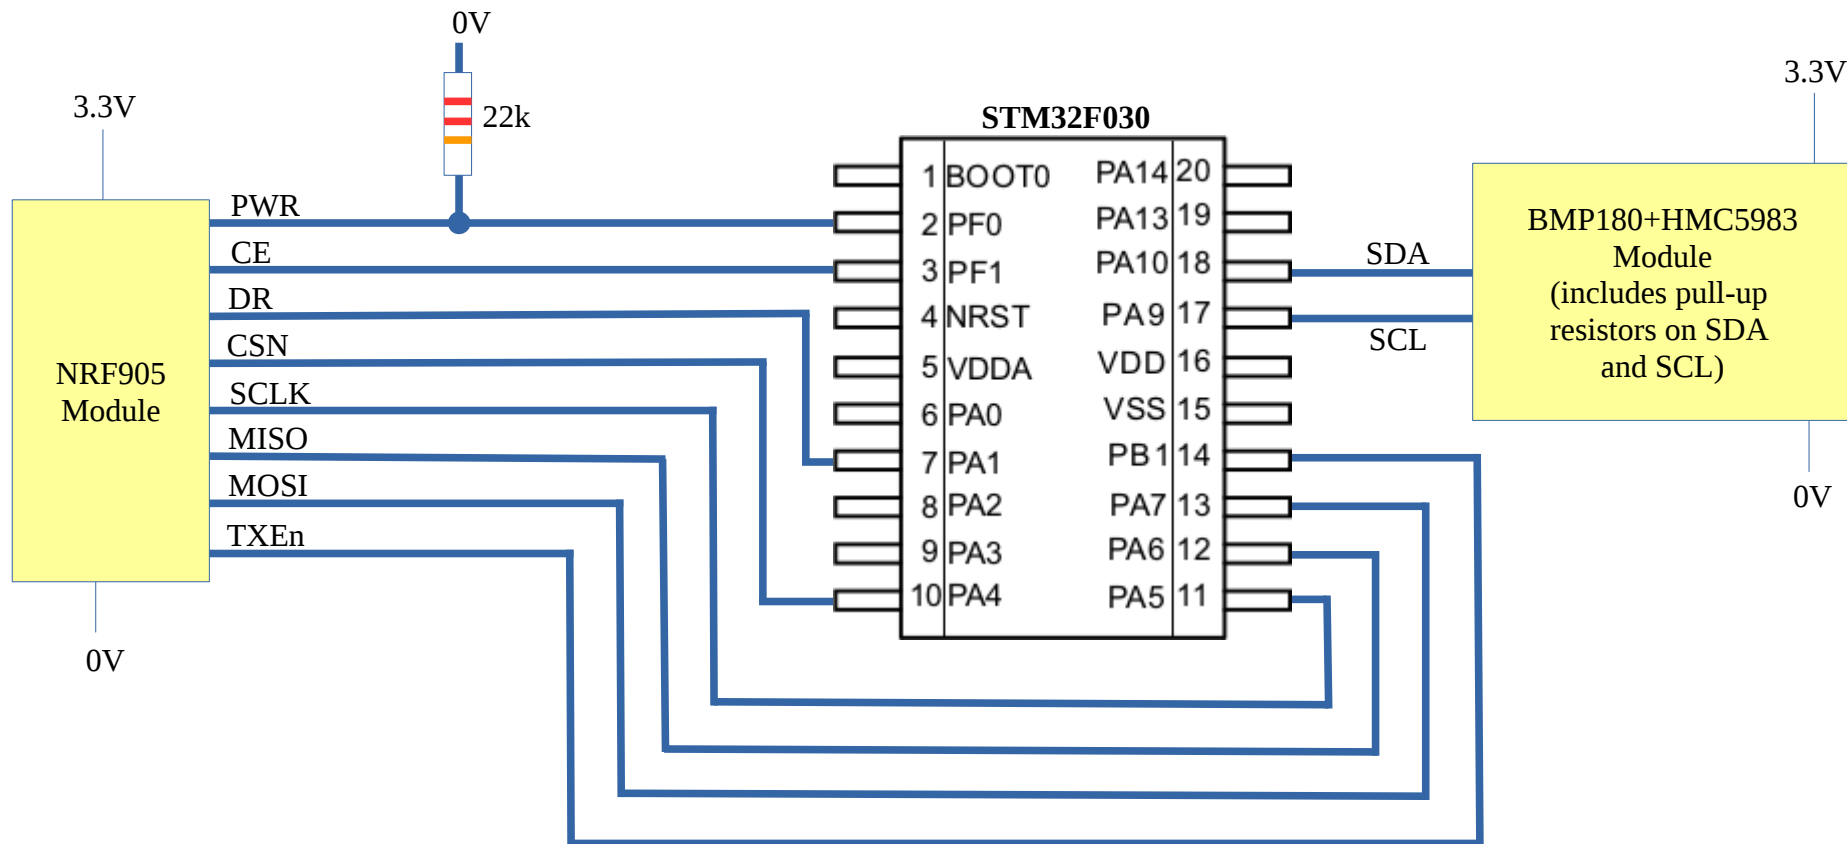 0V
22k
3.3V
NRF905
Module
0V
PWR
CE
DR
CSN
SCLK
MISO
MOSI
TXEn
STM32F030
1 BOOT0
2 PF0
3 PF1
4 NRST
5 VDDA
6 PA0
7 PA1
8 PA2
9 PA3
10 PA4
PA14 20
PA13 19
PA10 18
PA9 17
VDD 16
VSS 15
PB1 14
PA7 13
PA6 12
PA5 11
SDA
SCL
3.3V
BMP180+HMC5983
Module
(includes pull-up
resistors on SDA
and SCL)
0V